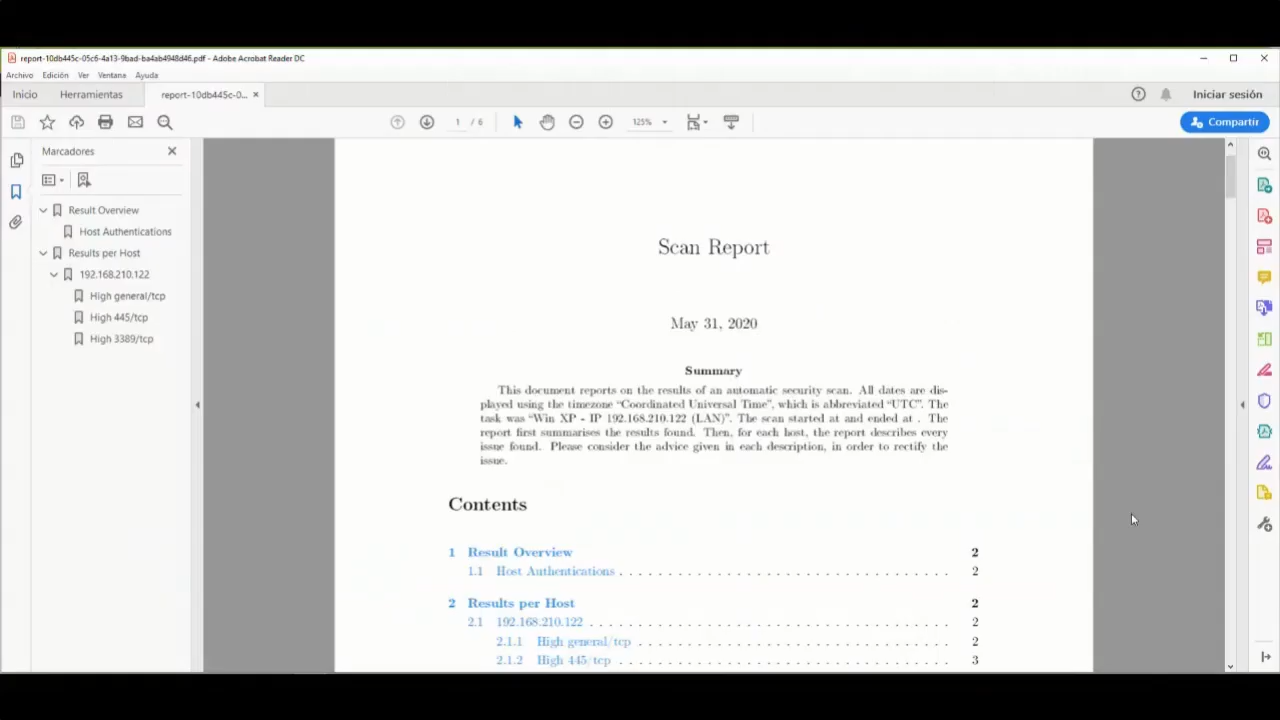 report-10db445c-05c6-4a13-9bad-ba4ab4948d46.pdf - Adobe Acrobat Reader DC
Archivo Edición Ver Ventana Ayuda
Inicio Herramientas report-10db445c-0... Iniciar sesión
1 / 6 125% Compartir
Marcadores
Result Overview
Host Authentications
Results per Host
192.168.210.122
High general/tcp
High 445/tcp
High 3389/tcp
Scan Report
May 31, 2020
Summary
This document reports on the results of an automatic security scan. All dates are dis-
played using the timezone “Coordinated Universal Time”, which is abbreviated “UTC”. The
task was “Win XP - IP 192.168.210.122 (LAN)”. The scan started at and ended at . The
report first summarises the results found. Then, for each host, the report describes every
issue found. Please consider the advice given in each description, in order to rectify the
issue.
Contents
1 Result Overview 2
1.1 Host Authentications . . . . . . . . . . . . . . . . . . . . . . . . . . . . . . . . 2
2 Results per Host 2
2.1 192.168.210.122 . . . . . . . . . . . . . . . . . . . . . . . . . . . . . . . . . . 2
2.1.1 High general/tcp . . . . . . . . . . . . . . . . . . . . . . . . . . . . . . 2
2.1.2 High 445/tcp . . . . . . . . . . . . . . . . . . . . . . . . . . . . . . . . 3